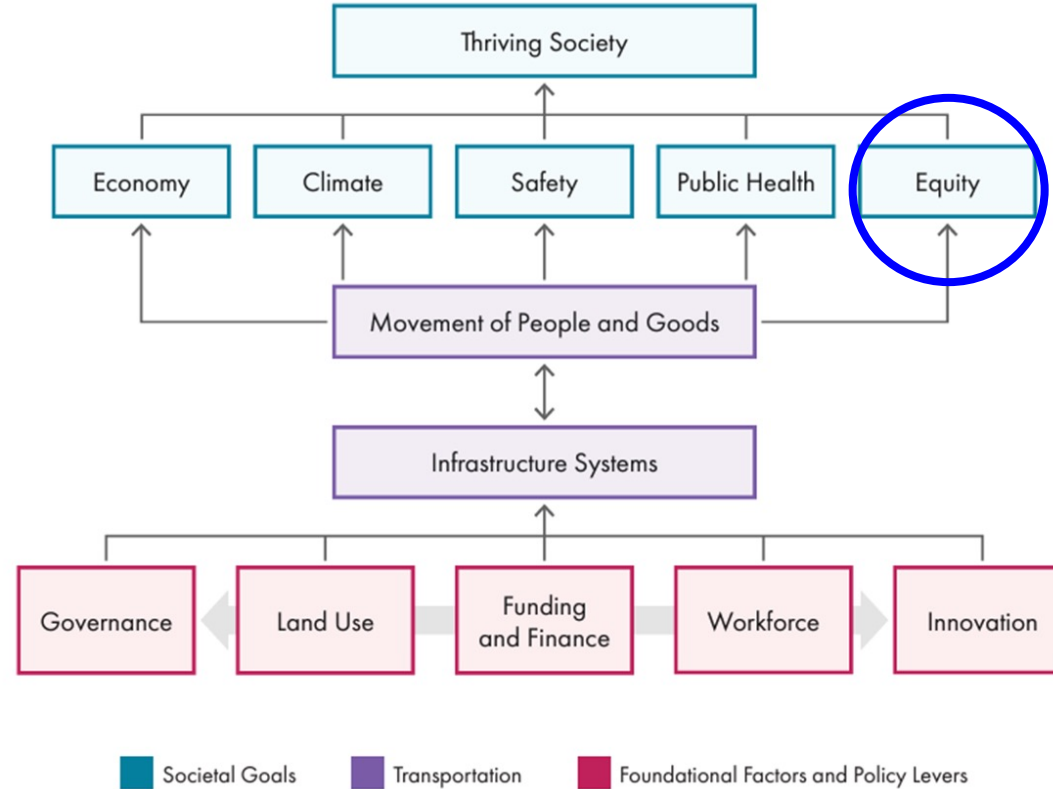 Thriving Society
Economy
Climate
Safety
Public Health
Equity
Movement of People and Goods
Infrastructure Systems
Governance
Land Use
Funding
and Finance
Workforce
Innovation
Societal Goals
Transportation
Foundational Factors and Policy Levers